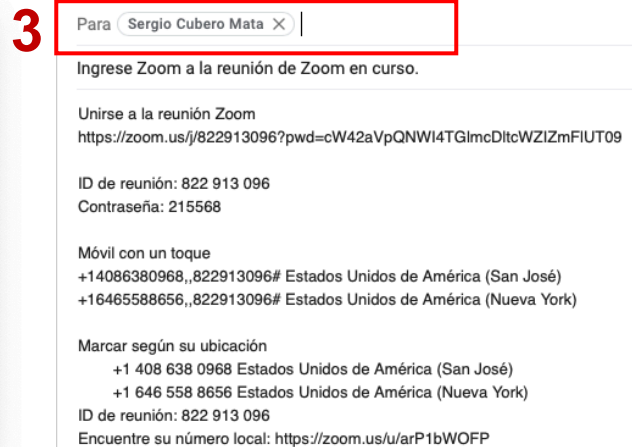 3
Para Sergio Cubero Mata
Ingrese Zoom a la reunión de Zoom en curso.
Unirse a la reunión Zoom
https://zoom.us/j/822913096?pwd=cW42aVpQNWI4TGlmcDltcWZIZmFlUT09
ID de reunión: 822 913 096
Contraseña: 215568
Móvil con un toque
+14086380968,,822913096# Estados Unidos de América (San José)
+16465588656,,822913096# Estados Unidos de América (Nueva York)
Marcar según su ubicación
+1 408 638 0968 Estados Unidos de América (San José)
+1 646 558 8656 Estados Unidos de América (Nueva York)
ID de reunión: 822 913 096
Encuentre su número local: https://zoom.us/u/arP1bWOFP